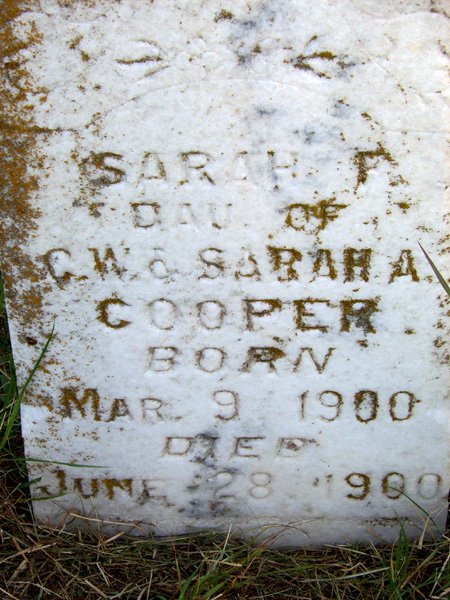 SARAH F.
DAU OF
C.W. & SARAH A.
COOPER
BORN
MAR. 9 1900
DIED
JUNE 28 1900